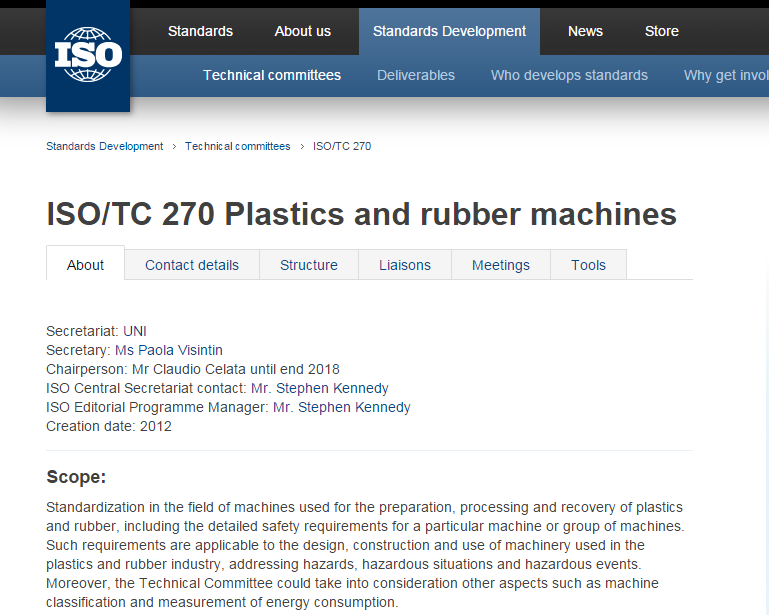 ISO
Standards About us Standards Development News Store
Technical committees Deliverables Who develops standards Why get invol
Standards Development › Technical committees › ISO/TC 270
ISO/TC 270 Plastics and rubber machines
About Contact details Structure Liaisons Meetings Tools
Secretariat: UNI
Secretary: Ms Paola Visintin
Chairperson: Mr Claudio Celata until end 2018
ISO Central Secretariat contact: Mr. Stephen Kennedy
ISO Editorial Programme Manager: Mr. Stephen Kennedy
Creation date: 2012
Scope:
Standardization in the field of machines used for the preparation, processing and recovery of plastics
and rubber, including the detailed safety requirements for a particular machine or group of machines.
Such requirements are applicable to the design, construction and use of machinery used in the
plastics and rubber industry, addressing hazards, hazardous situations and hazardous events.
Moreover, the Technical Committee could take into consideration other aspects such as machine
classification and measurement of energy consumption.